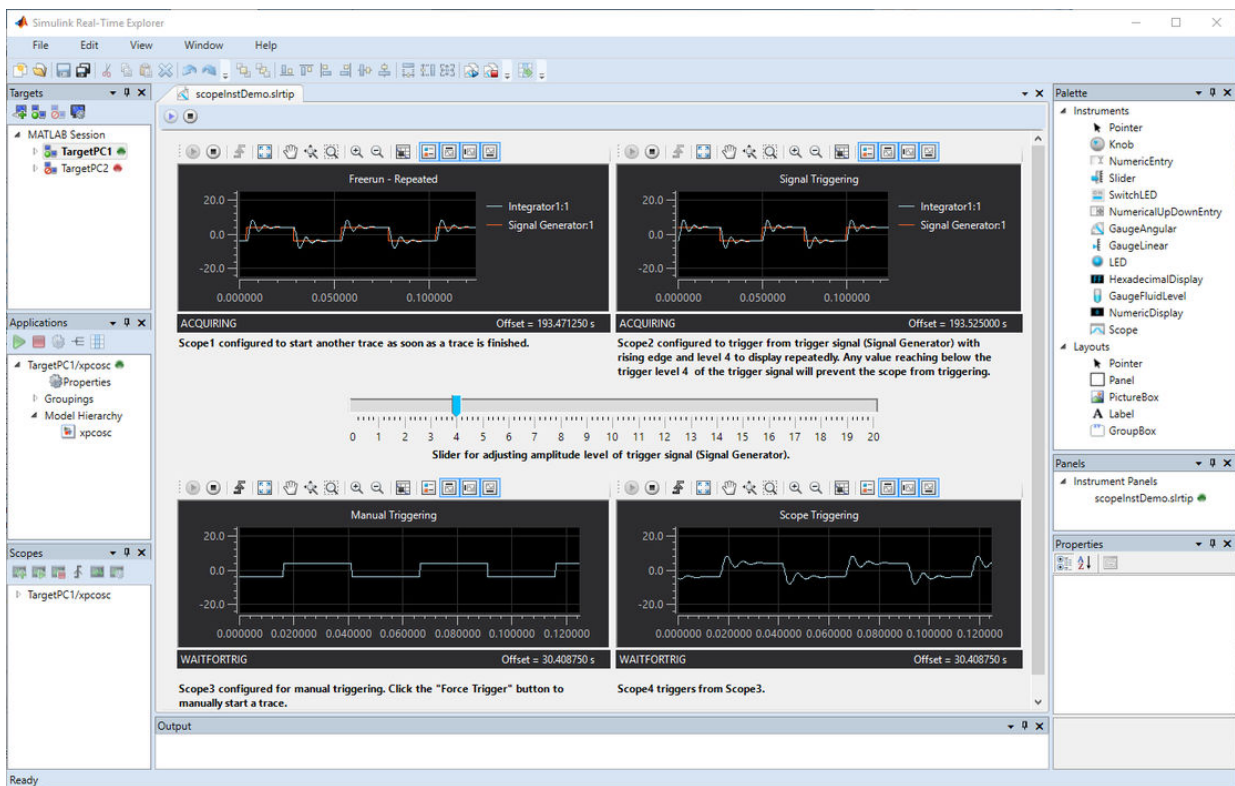 Simulink Real-Time Explorer
File Edit View Window Help
Targets
MATLAB Session
TargetPC1
TargetPC2
Applications
TargetPC1/xpcosc
Properties
Groupings
Model Hierarchy
xpcosc
Scopes
TargetPC1/xpcosc
scopeInstDemo.slrtip
Freerun - Repeated
20.0
0.0
-20.0
0.000000 0.050000 0.100000
Integrator1:1
Signal Generator:1
ACQUIRING Offset = 193.471250 s
Scope1 configured to start another trace as soon as a trace is finished.
Signal Triggering
20.0
0.0
-20.0
0.000000 0.050000 0.100000
Integrator1:1
Signal Generator:1
ACQUIRING Offset = 193.525000 s
Scope2 configured to trigger from trigger signal (Signal Generator) with
rising edge and level 4 to display repeatedly. Any value reaching below the
trigger level 4 of the trigger signal will prevent the scope from triggering.
0 1 2 3 4 5 6 7 8 9 10 11 12 13 14 15 16 17 18 19 20
Slider for adjusting amplitude level of trigger signal (Signal Generator).
Manual Triggering
20.0
0.0
-20.0
0.000000 0.020000 0.040000 0.060000 0.080000 0.100000 0.120000
WAITFORTRIG Offset = 30.408750 s
Scope3 configured for manual triggering. Click the "Force Trigger" button to
manually start a trace.
Scope Triggering
20.0
0.0
-20.0
0.000000 0.020000 0.040000 0.060000 0.080000 0.100000 0.120000
WAITFORTRIG Offset = 30.408750 s
Scope4 triggers from Scope3.
Output
Palette
Instruments
Pointer
Knob
NumericEntry
Slider
SwitchLED
NumericalUpDownEntry
GaugeAngular
GaugeLinear
LED
HexadecimalDisplay
GaugeFluidLevel
NumericDisplay
Scope
Layouts
Pointer
Panel
PictureBox
A Label
GroupBox
Panels
Instrument Panels
scopeInstDemo.slrtip
Properties
Ready